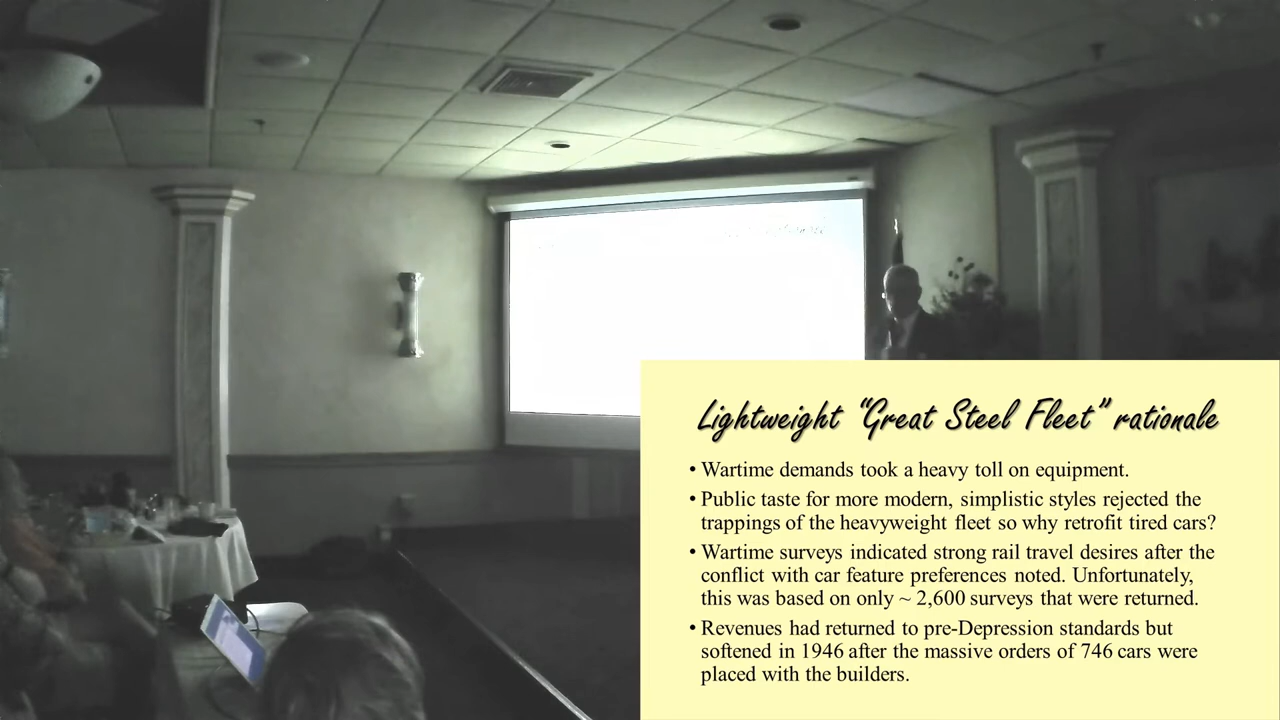 Lightweight “Great Steel Fleet” rationale
• Wartime demands took a heavy toll on equipment.
• Public taste for more modern, simplistic styles rejected the
trappings of the heavyweight fleet so why retrofit tired cars?
• Wartime surveys indicated strong rail travel desires after the
conflict with car feature preferences noted. Unfortunately,
this was based on only ~ 2,600 surveys that were returned.
• Revenues had returned to pre-Depression standards but
softened in 1946 after the massive orders of 746 cars were
placed with the builders.